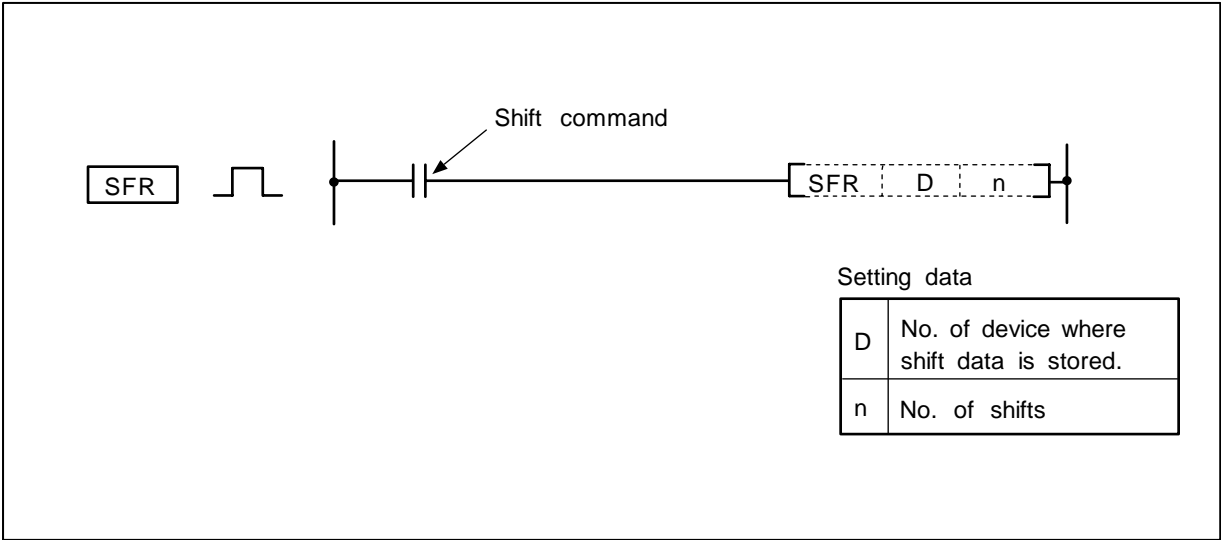 Shift command
SFR
SFR D n
Setting data
D No. of device where
shift data is stored.
n No. of shifts